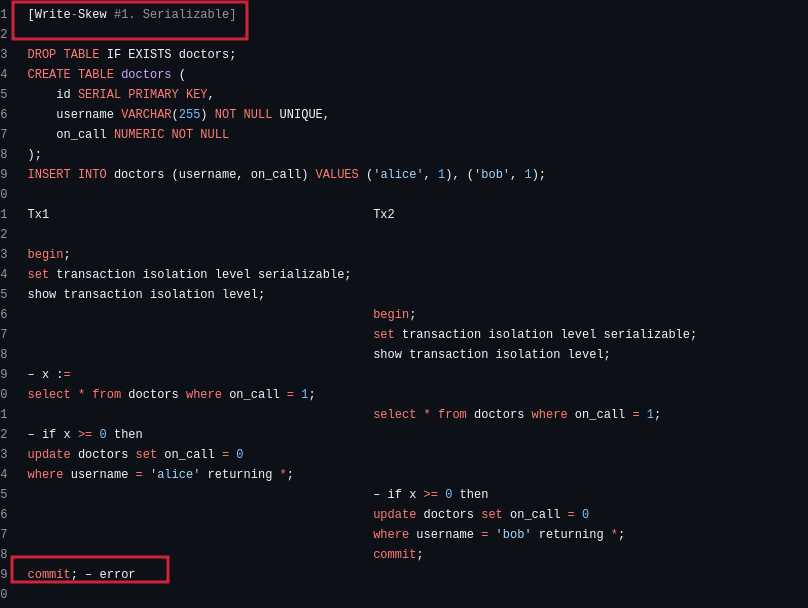 1 [Write-Skew #1. Serializable]
2
3 DROP TABLE IF EXISTS doctors;
4 CREATE TABLE doctors (
5     id SERIAL PRIMARY KEY,
6     username VARCHAR(255) NOT NULL UNIQUE,
7     on_call NUMERIC NOT NULL
8 );
9 INSERT INTO doctors (username, on_call) VALUES ('alice', 1), ('bob', 1);
0
1 Tx1                                             Tx2
2
3 begin;
4 set transaction isolation level serializable;
5 show transaction isolation level;
6                                                 begin;
7                                                 set transaction isolation level serializable;
8                                                 show transaction isolation level;
9 – x :=
0 select * from doctors where on_call = 1;
1                                                 select * from doctors where on_call = 1;
2 – if x >= 0 then
3 update doctors set on_call = 0
4 where username = 'alice' returning *;
5                                                 – if x >= 0 then
6                                                 update doctors set on_call = 0
7                                                 where username = 'bob' returning *;
8                                                 commit;
9 commit; – error
0